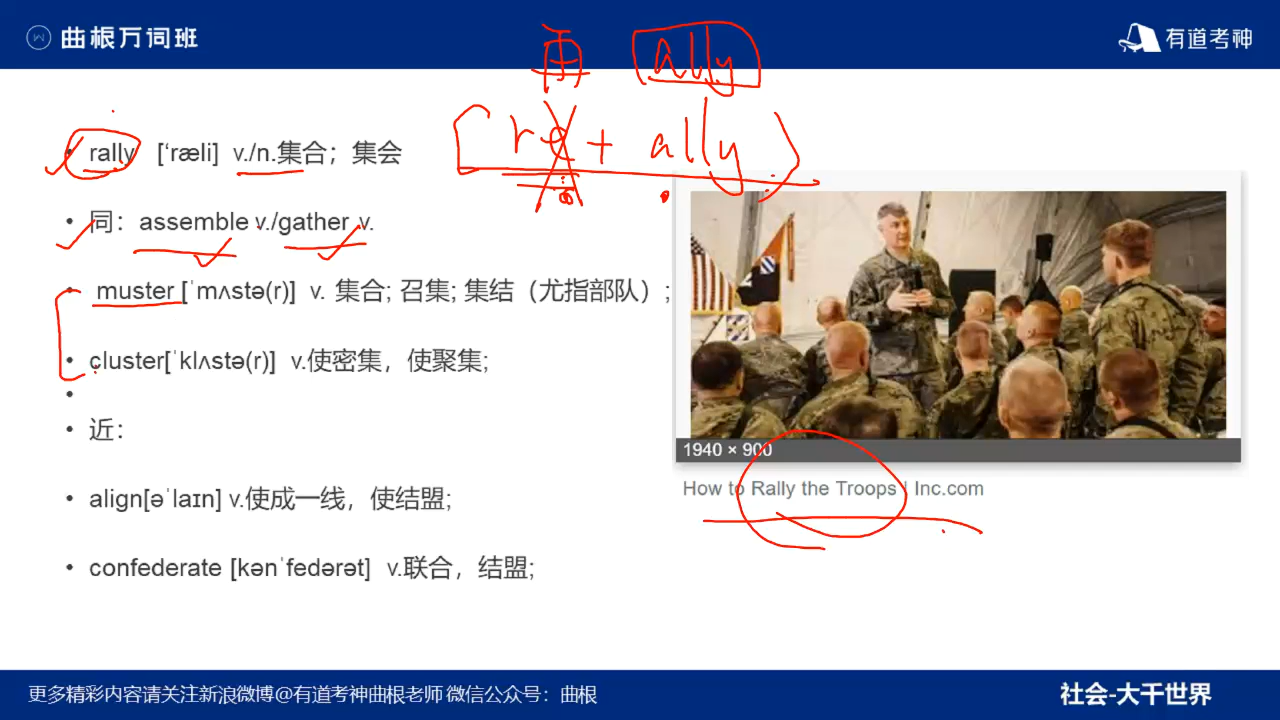 曲根万词班
有道考神
再 ally
re + ally
• rally [ˈræli] v./n.集合；集会
• 同：assemble v./gather v.
• muster [ˈmʌstə(r)] v. 集合; 召集; 集结（尤指部队）;
• cluster[ˈklʌstə(r)] v.使密集，使聚集;
•
• 近：
• align[əˈlaɪn] v.使成一线，使结盟;
• confederate [kənˈfedərət] v.联合，结盟;
1940 × 900
How to Rally the Troops | Inc.com
更多精彩内容请关注新浪微博@有道考神曲根老师 微信公众号：曲根
社会-大千世界